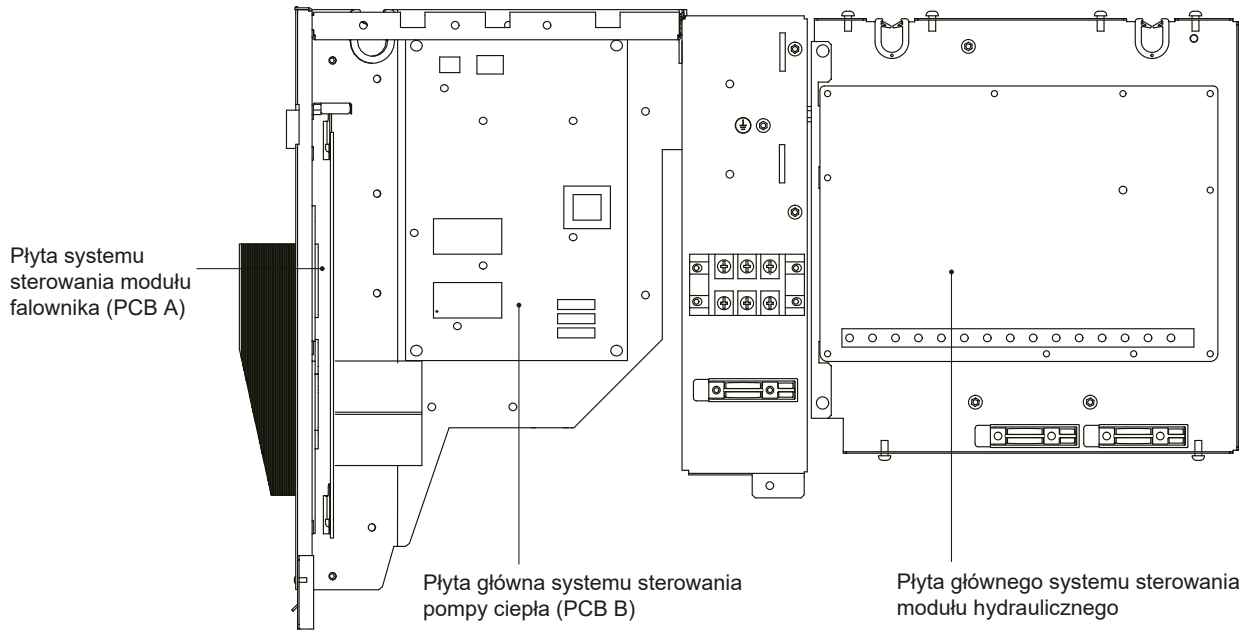 Płyta systemu
sterowania modułu
falownika (PCB A)
Płyta główna systemu sterowania
pompy ciepła (PCB B)
Płyta głównego systemu sterowania
modułu hydraulicznego